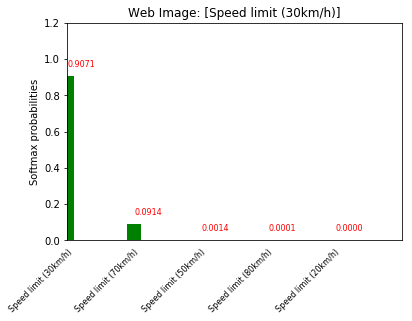 Web Image: [Speed limit (30km/h)]
1.2
1.0
0.8
0.6
0.4
0.2
0.0
Softmax probabilities
0.9071
0.0914
0.0014
0.0001
0.0000
Speed limit (30km/h)
Speed limit (70km/h)
Speed limit (50km/h)
Speed limit (80km/h)
Speed limit (20km/h)